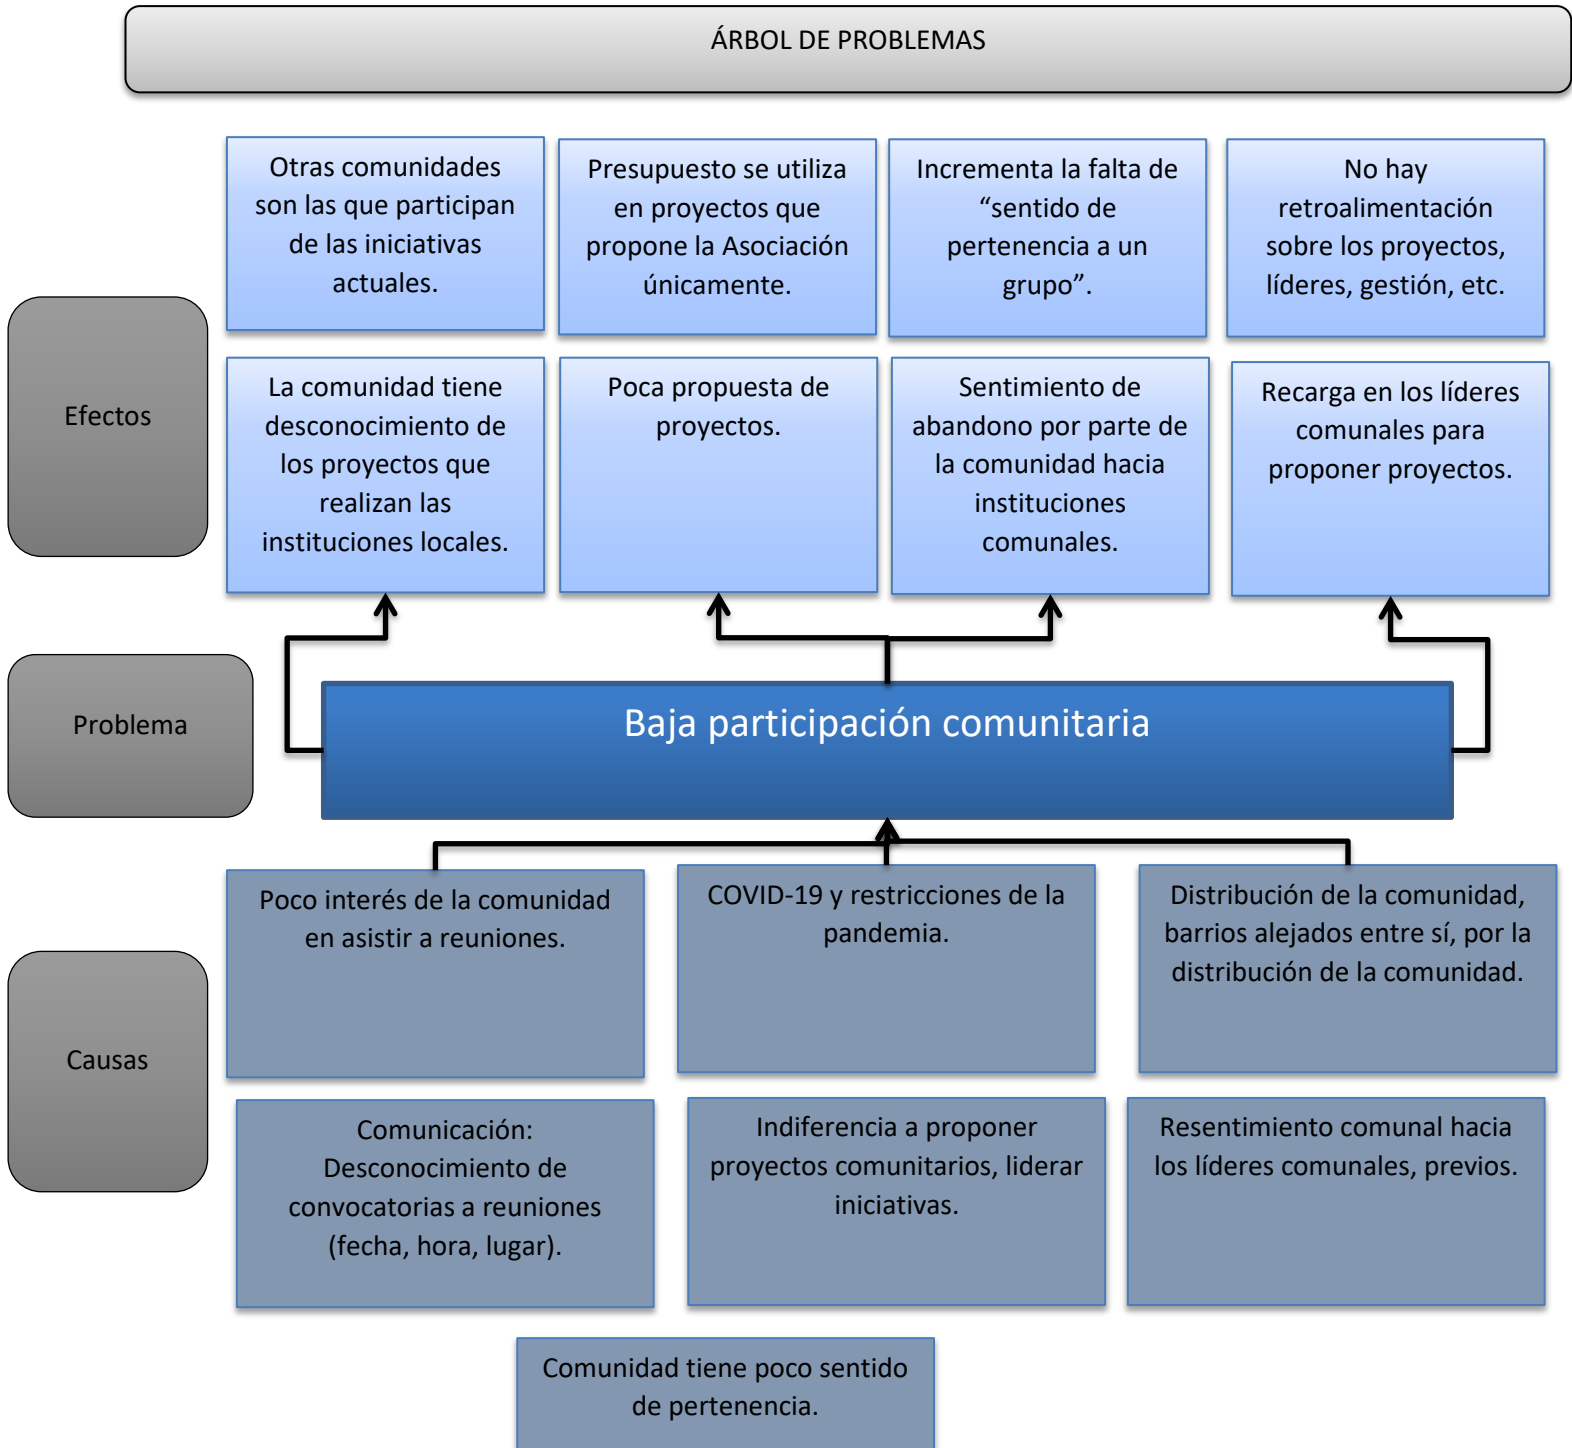 ÁRBOL DE PROBLEMAS
Otras comunidades
son las que participan
de las iniciativas
actuales.
Presupuesto se utiliza
en proyectos que
propone la Asociación
únicamente.
Incrementa la falta de
“sentido de
pertenencia a un
grupo”.
No hay
retroalimentación
sobre los proyectos,
líderes, gestión, etc.
Efectos
La comunidad tiene
desconocimiento de
los proyectos que
realizan las
instituciones locales.
Poca propuesta de
proyectos.
Sentimiento de
abandono por parte de
la comunidad hacia
instituciones
comunales.
Recarga en los líderes
comunales para
proponer proyectos.
Problema
Baja participación comunitaria
Causas
Poco interés de la comunidad
en asistir a reuniones.
COVID-19 y restricciones de la
pandemia.
Distribución de la comunidad,
barrios alejados entre sí, por la
distribución de la comunidad.
Comunicación:
Desconocimiento de
convocatorias a reuniones
(fecha, hora, lugar).
Indiferencia a proponer
proyectos comunitarios, liderar
iniciativas.
Resentimiento comunal hacia
los líderes comunales, previos.
Comunidad tiene poco sentido
de pertenencia.